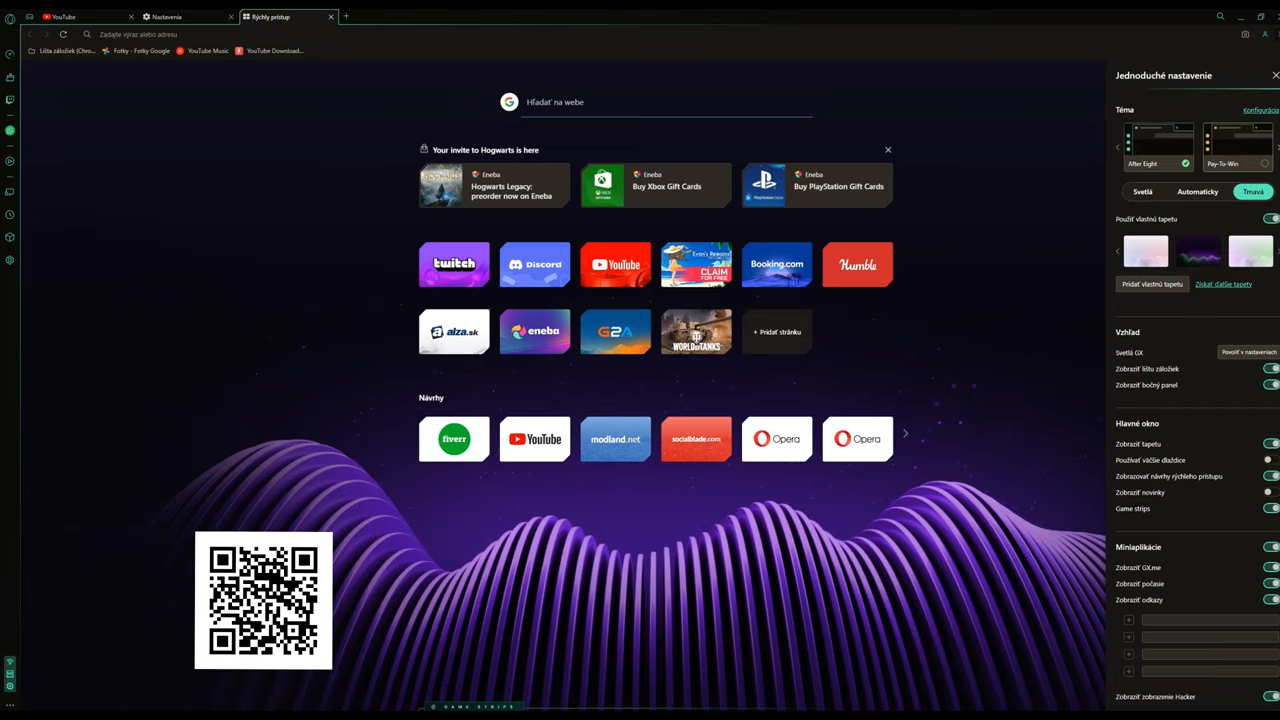 YouTube
Nastavenia
Rýchly prístup
Zadajte výraz alebo adresu
Lišta záložiek (Chro...
Fotky - Fotky Google
YouTube Music
YouTube Download...
Hľadať na webe
Your invite to Hogwarts is here
Eneba
Hogwarts Legacy:
preorder now on Eneba
Eneba
Buy Xbox Gift Cards
Eneba
Buy PlayStation Gift Cards
twitch
Discord
YouTube
Evan's Remains
CLAIM
FOR FREE
Booking.com
Humble
alza.sk
eneba
G2A
WORLD OF TANKS
+ Pridať stránku
Návrhy
fiverr
YouTube
modland.net
socialblade.com
Opera
Opera
GAME STRIPS
Jednoduché nastavenie
Téma
Konfigurácia
After Eight
Pay-To-Win
Svetlá
Automaticky
Tmavá
Použiť vlastnú tapetu
Pridať vlastnú tapetu
Získať ďalšie tapety
Vzhľad
Svetlá GX
Povoliť v nastaveniach
Zobraziť lištu záložiek
Zobraziť bočný panel
Hlavné okno
Zobraziť tapetu
Používať väčšie dlaždice
Zobrazovať návrhy rýchleho prístupu
Zobraziť novinky
Game strips
Miniaplikácie
Zobraziť GX.me
Zobraziť počasie
Zobraziť odkazy
Zobraziť zobrazenie Hacker